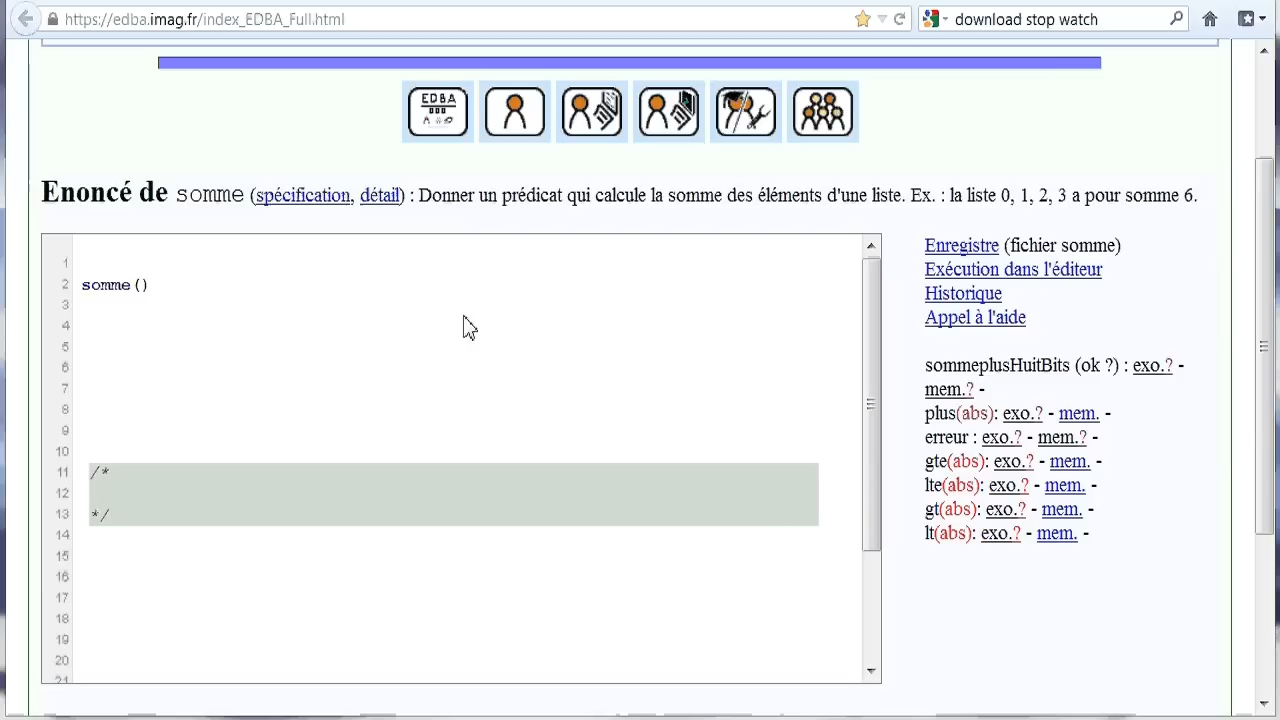 https://edba.imag.fr/index_EDBA_Full.html
download stop watch
EDBA
Enoncé de somme (spécification, détail) : Donner un prédicat qui calcule la somme des éléments d'une liste. Ex. : la liste 0, 1, 2, 3 a pour somme 6.
1
2 somme()
3
4
5
6
7
8
9
10
11 /*
12
13 */
14
15
16
17
18
19
20
21
Enregistre (fichier somme)
Exécution dans l'éditeur
Historique
Appel à l'aide
sommeplusHuitBits (ok ?) : exo.? -
mem.? -
plus(abs): exo.? - mem. -
erreur : exo.? - mem.? -
gte(abs): exo.? - mem. -
lte(abs): exo.? - mem. -
gt(abs): exo.? - mem. -
lt(abs): exo.? - mem. -